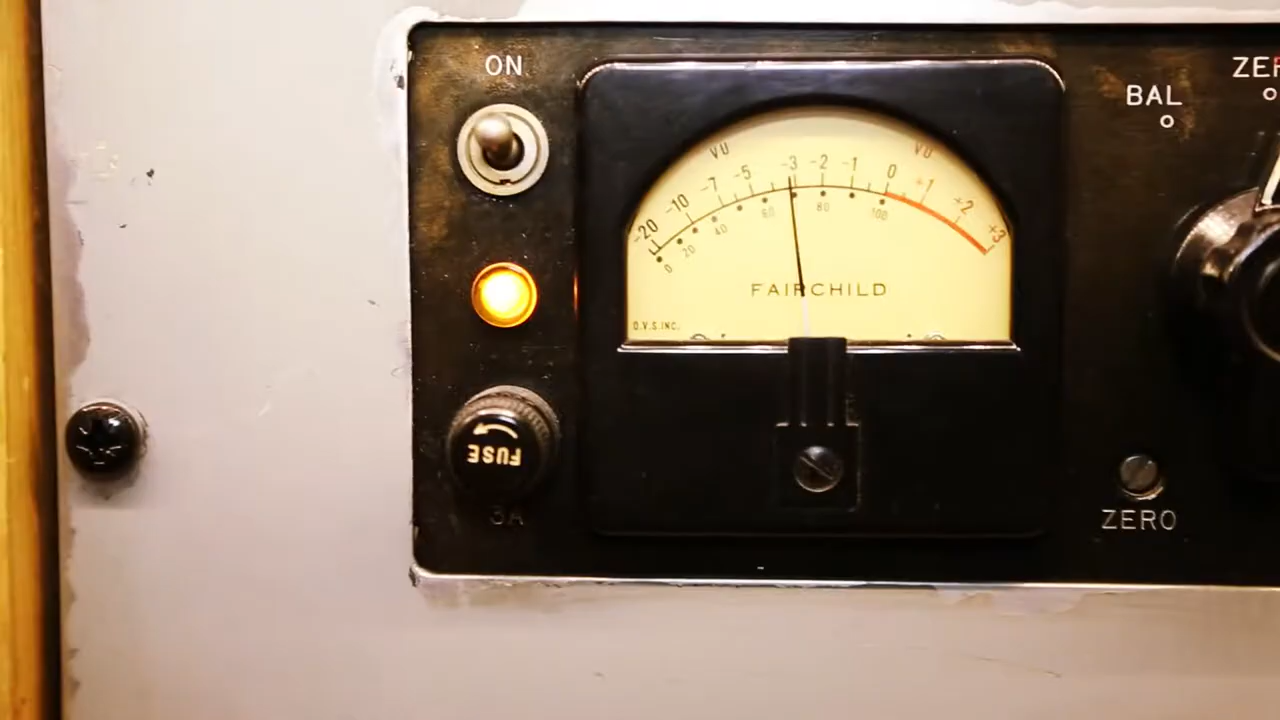 ON
FUSE
3A
VU VU
-20 -10 -7 -5 -3 -2 -1 0 +1 +2 +3
0 20 40 60 80 100
FAIRCHILD
O.V.S.INC.
BAL
ZERO